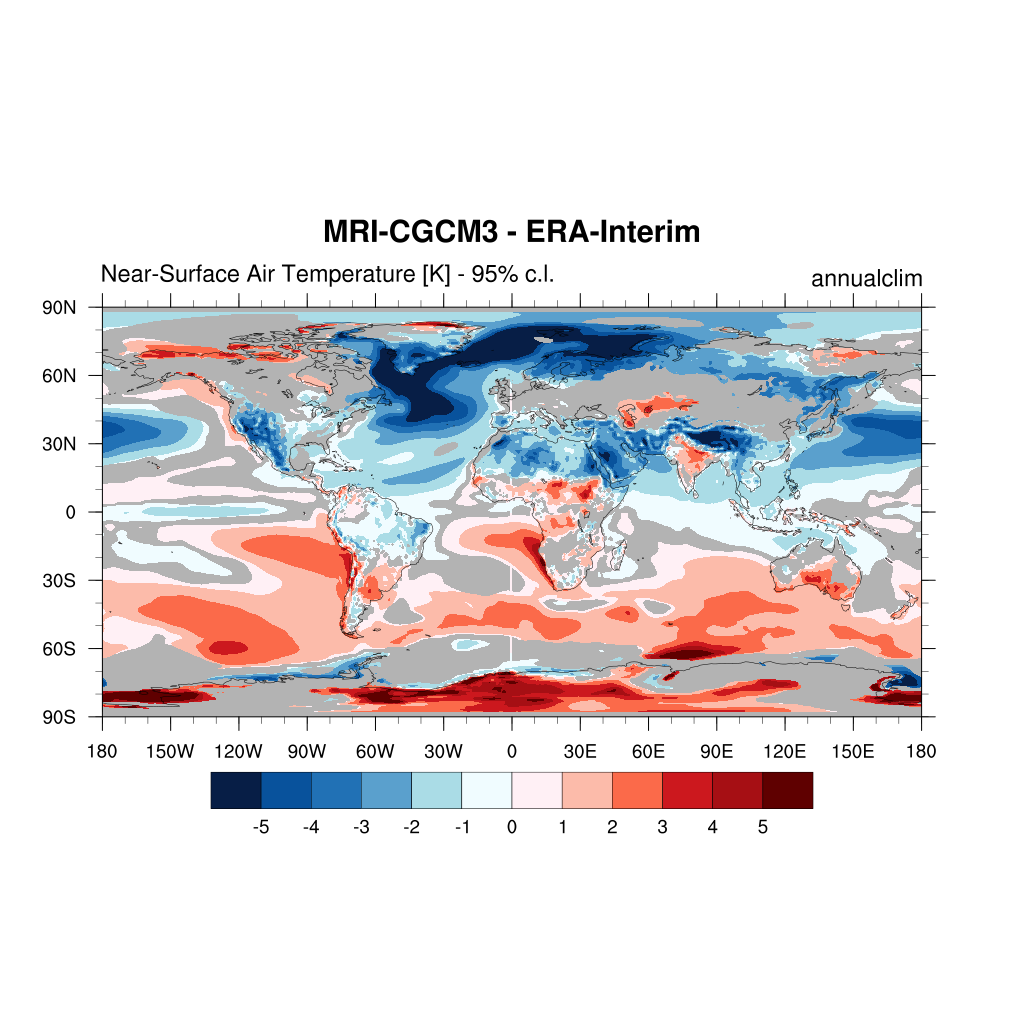 MRI-CGCM3 - ERA-Interim
Near-Surface Air Temperature [K] - 95% c.l.
annualclim
90N
60N
30N
0
30S
60S
90S
180 150W 120W 90W 60W 30W 0 30E 60E 90E 120E 150E 180
-5 -4 -3 -2 -1 0 1 2 3 4 5